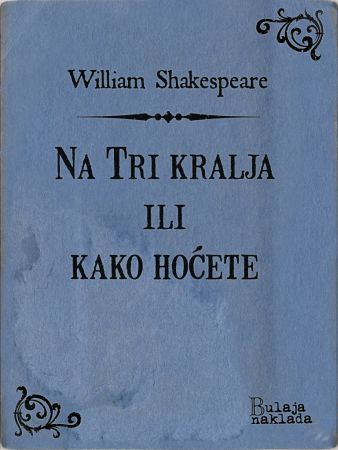 William Shakespeare
NA TRI KRALJA
ILI
KAKO HOĆETE
Bulaja
naklada